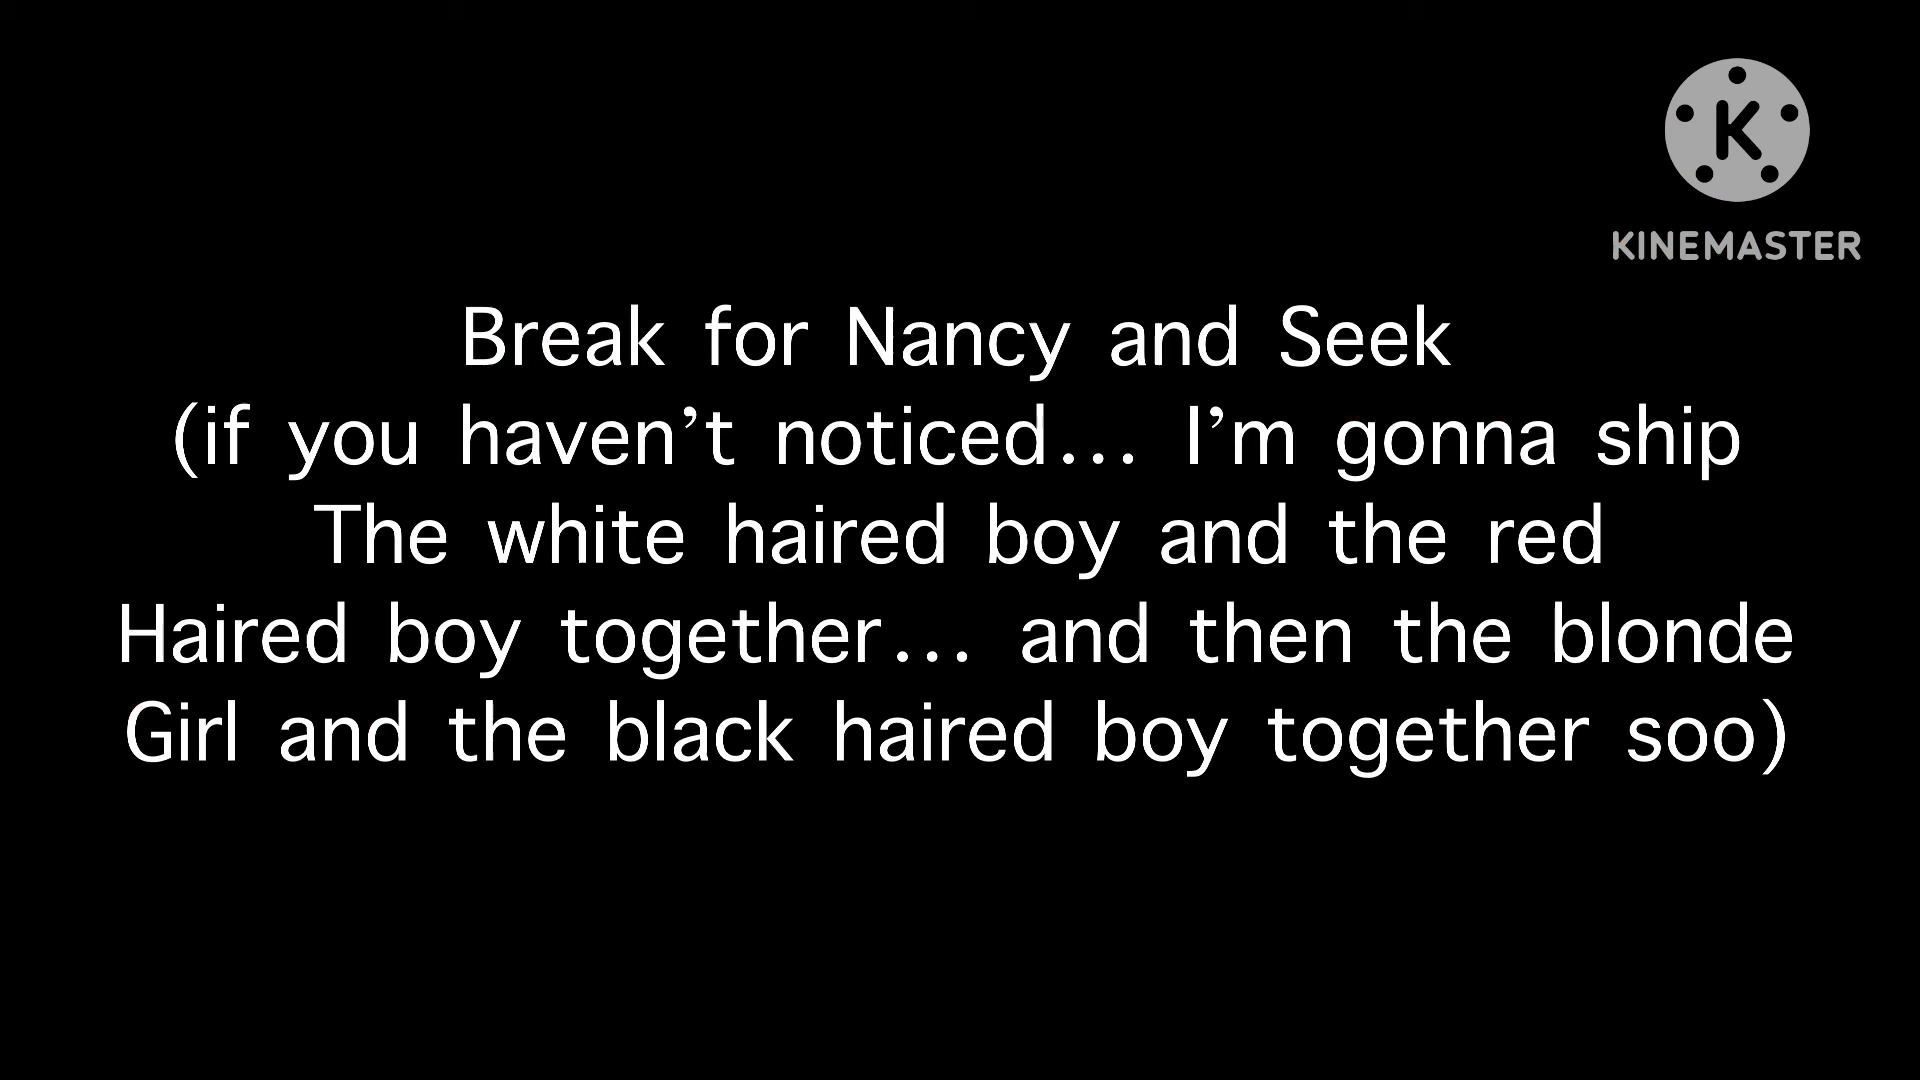 K
KINEMASTER
Break for Nancy and Seek
(if you haven’t noticed... I’m gonna ship
The white haired boy and the red
Haired boy together... and then the blonde
Girl and the black haired boy together soo)